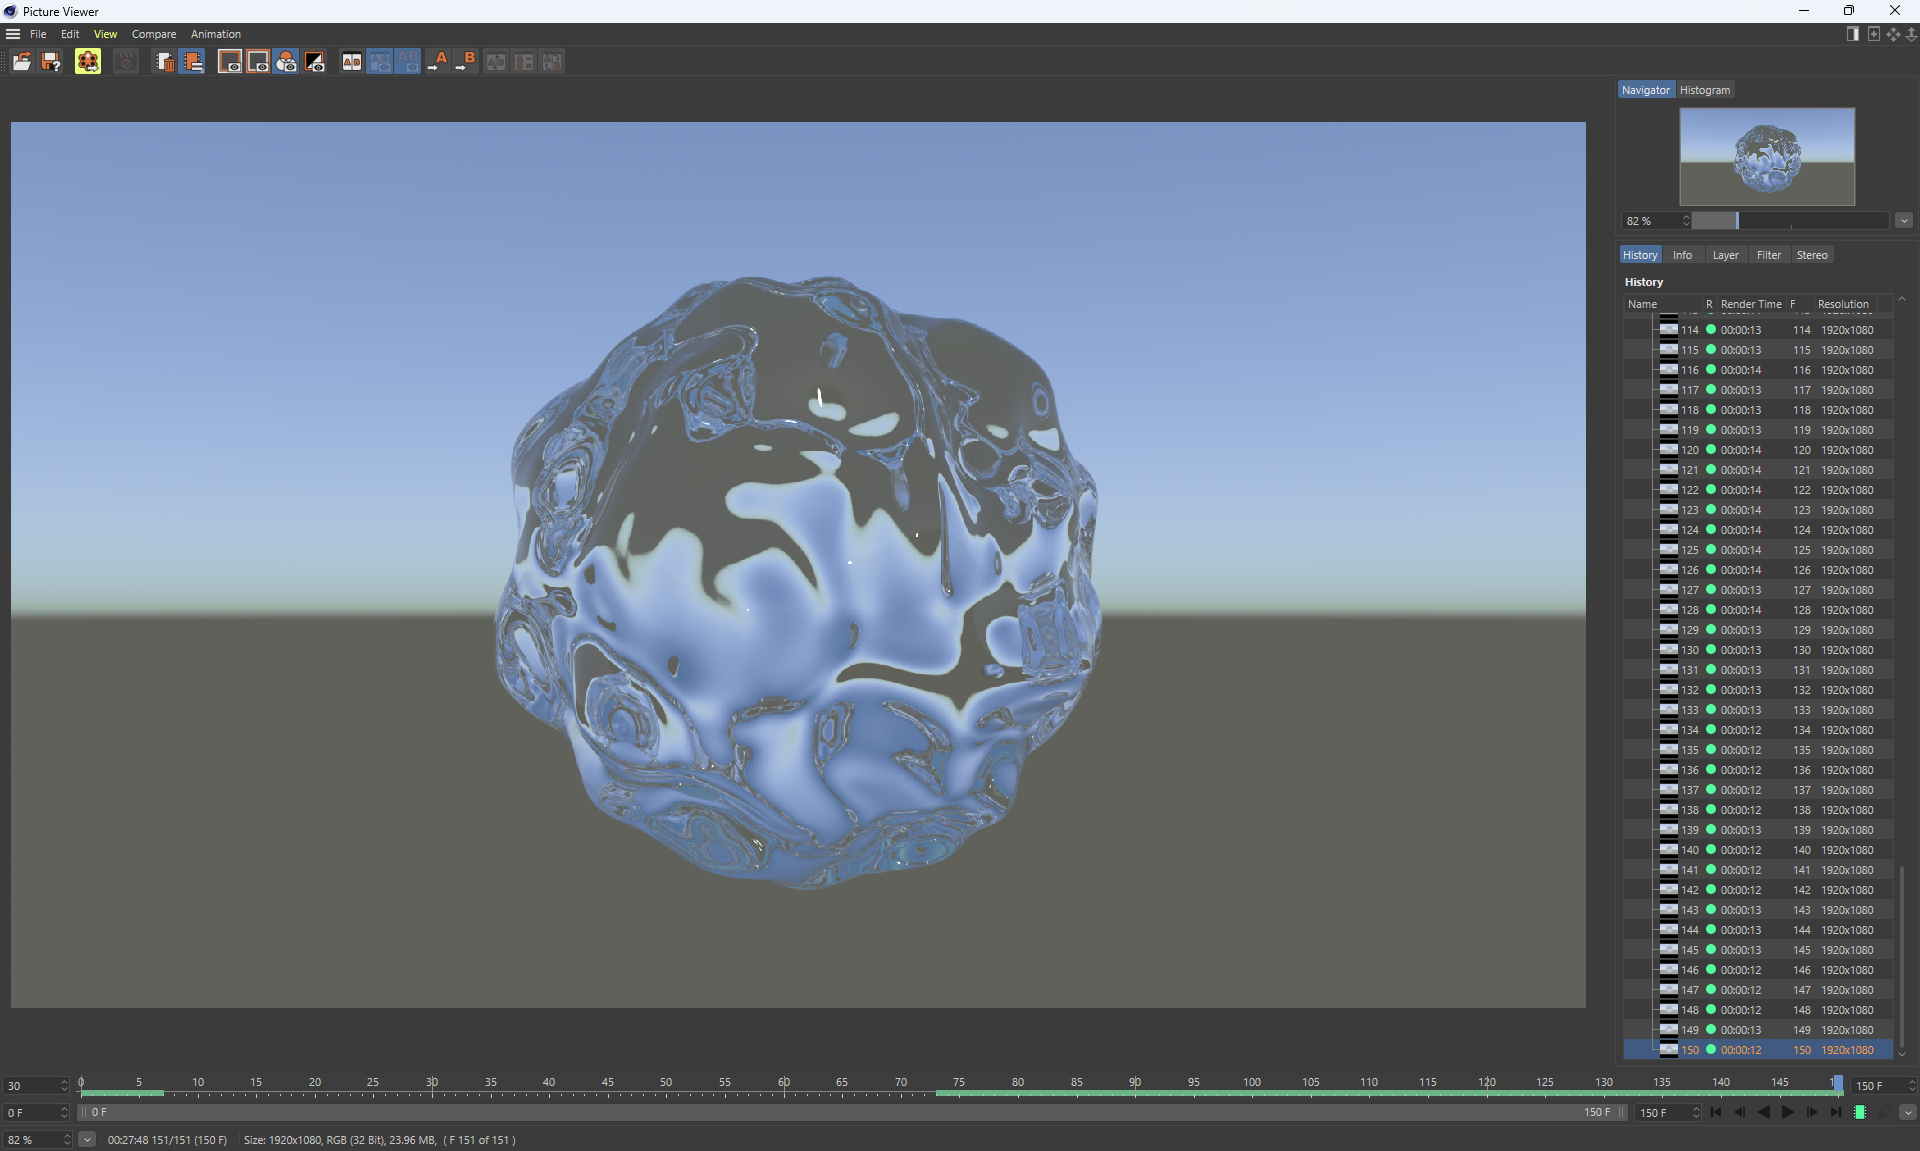 Picture Viewer
File Edit View Compare Animation
A B A B A B A B
Navigator Histogram
82 %
History Info Layer Filter Stereo
History
Name R Render Time F Resolution
114 00:00:13 114 1920x1080
115 00:00:13 115 1920x1080
116 00:00:14 116 1920x1080
117 00:00:13 117 1920x1080
118 00:00:13 118 1920x1080
119 00:00:13 119 1920x1080
120 00:00:14 120 1920x1080
121 00:00:14 121 1920x1080
122 00:00:14 122 1920x1080
123 00:00:14 123 1920x1080
124 00:00:14 124 1920x1080
125 00:00:14 125 1920x1080
126 00:00:14 126 1920x1080
127 00:00:13 127 1920x1080
128 00:00:14 128 1920x1080
129 00:00:13 129 1920x1080
130 00:00:13 130 1920x1080
131 00:00:13 131 1920x1080
132 00:00:13 132 1920x1080
133 00:00:13 133 1920x1080
134 00:00:12 134 1920x1080
135 00:00:12 135 1920x1080
136 00:00:12 136 1920x1080
137 00:00:12 137 1920x1080
138 00:00:12 138 1920x1080
139 00:00:13 139 1920x1080
140 00:00:12 140 1920x1080
141 00:00:12 141 1920x1080
142 00:00:12 142 1920x1080
143 00:00:13 143 1920x1080
144 00:00:13 144 1920x1080
145 00:00:13 145 1920x1080
146 00:00:12 146 1920x1080
147 00:00:12 147 1920x1080
148 00:00:12 148 1920x1080
149 00:00:13 149 1920x1080
150 00:00:12 150 1920x1080
30 0 5 10 15 20 25 30 35 40 45 50 55 60 65 70 75 80 85 90 95 100 105 110 115 120 125 130 135 140 145 150 F
0 F 0 F 150 F 150 F
82 % 00:27:48 151/151 (150 F) Size: 1920x1080, RGB (32 Bit), 23.96 MB, ( F 151 of 151 )